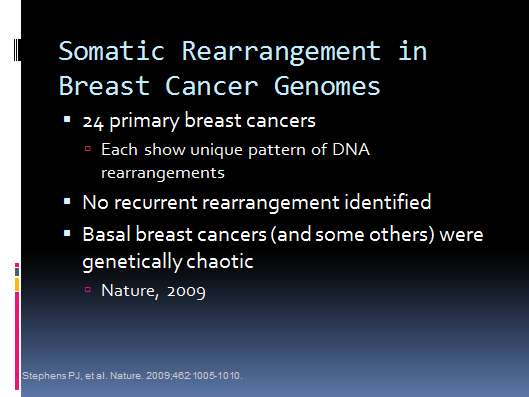 Somatic Rearrangement in
Breast Cancer Genomes
24 primary breast cancers
Each show unique pattern of DNA
rearrangements
No recurrent rearrangement identified
Basal breast cancers (and some others) were
genetically chaotic
Nature, 2009
Stephens PJ, et al. Nature. 2009;462:1005-1010.